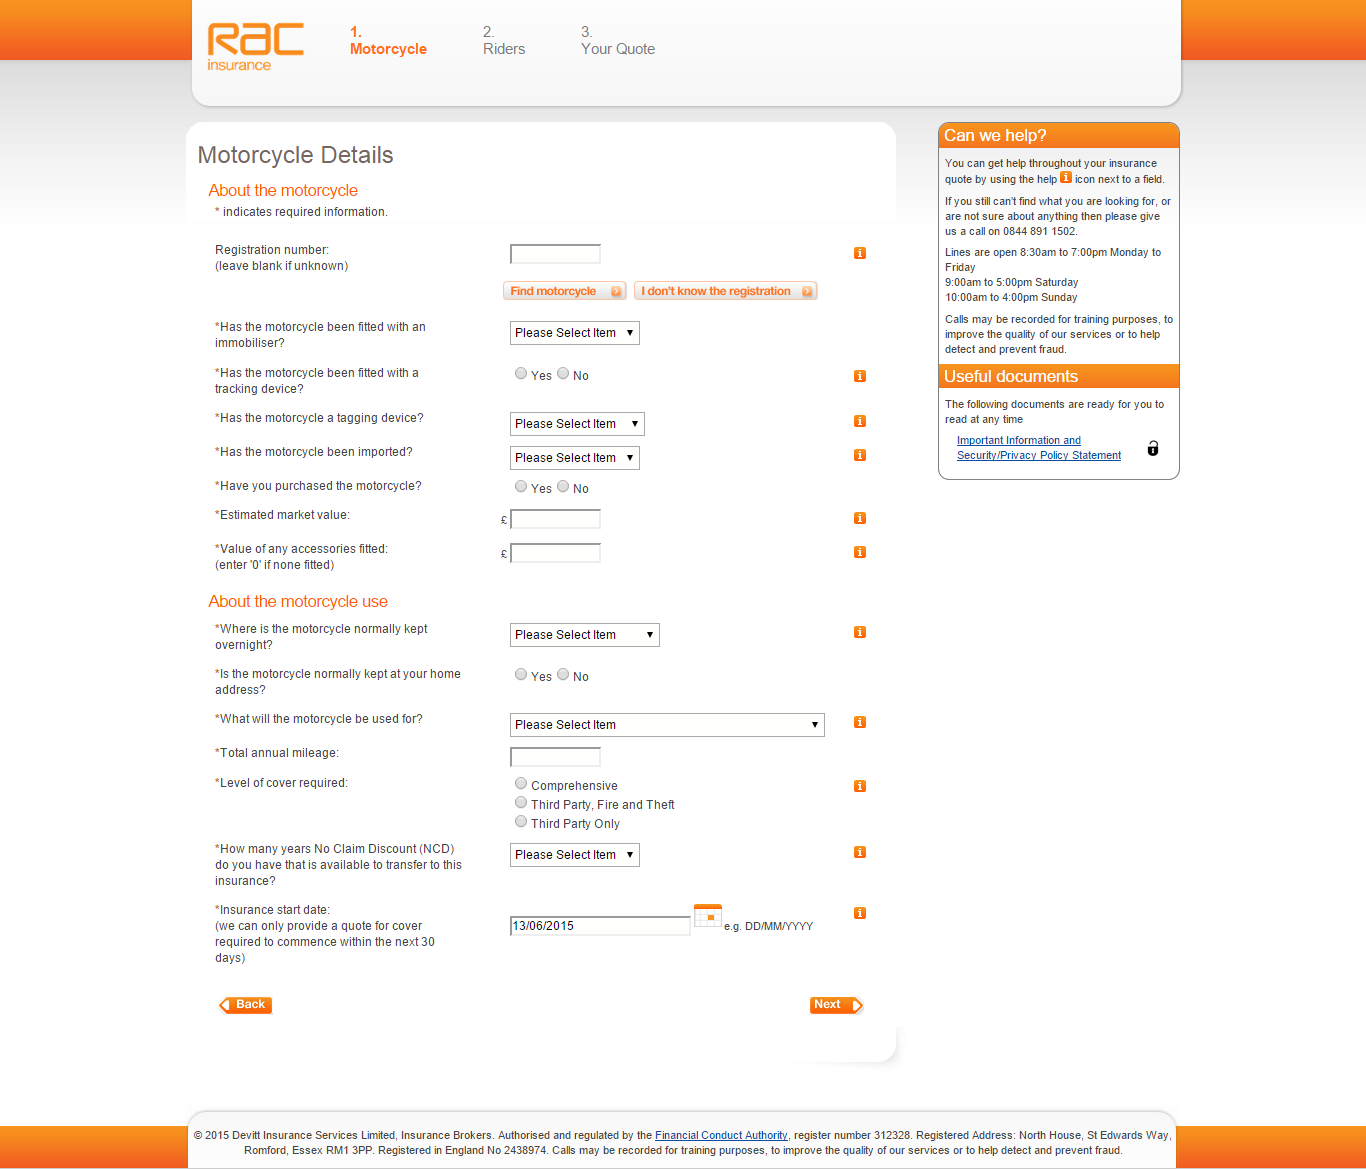 RAC
insurance
1.
Motorcycle
2.
Riders
3.
Your Quote
Motorcycle Details
About the motorcycle
* indicates required information.
Registration number:
(leave blank if unknown)
Find motorcycle
I don't know the registration
*Has the motorcycle been fitted with an
immobiliser?
Please Select Item
*Has the motorcycle been fitted with a
tracking device?
Yes No
*Has the motorcycle a tagging device?
Please Select Item
*Has the motorcycle been imported?
Please Select Item
*Have you purchased the motorcycle?
Yes No
*Estimated market value:
£
*Value of any accessories fitted:
(enter '0' if none fitted)
£
About the motorcycle use
*Where is the motorcycle normally kept
overnight?
Please Select Item
*Is the motorcycle normally kept at your home
address?
Yes No
*What will the motorcycle be used for?
Please Select Item
*Total annual mileage:
*Level of cover required:
Comprehensive
Third Party, Fire and Theft
Third Party Only
*How many years No Claim Discount (NCD)
do you have that is available to transfer to this
insurance?
Please Select Item
*Insurance start date:
(we can only provide a quote for cover
required to commence within the next 30
days)
13/06/2015
e.g. DD/MM/YYYY
Back
Next
Can we help?
You can get help throughout your insurance
quote by using the help i icon next to a field.
If you still can't find what you are looking for, or
are not sure about anything then please give
us a call on 0844 891 1502.
Lines are open 8:30am to 7:00pm Monday to
Friday
9:00am to 5:00pm Saturday
10:00am to 4:00pm Sunday
Calls may be recorded for training purposes, to
improve the quality of our services or to help
detect and prevent fraud.
Useful documents
The following documents are ready for you to
read at any time
Important Information and
Security/Privacy Policy Statement
© 2015 Devitt Insurance Services Limited, Insurance Brokers. Authorised and regulated by the Financial Conduct Authority, register number 312328. Registered Address: North House, St Edwards Way,
Romford, Essex RM1 3PP. Registered in England No 2438974. Calls may be recorded for training purposes, to improve the quality of our services or to help detect and prevent fraud.